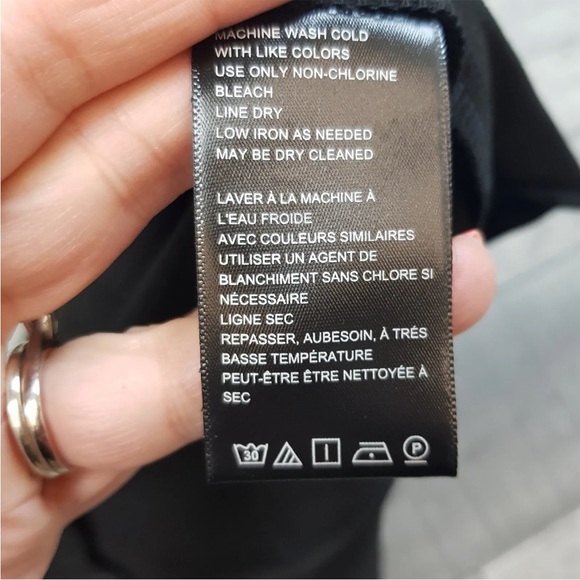 MACHINE WASH COLD
WITH LIKE COLORS
USE ONLY NON-CHLORINE
BLEACH
LINE DRY
LOW IRON AS NEEDED
MAY BE DRY CLEANED
LAVER À LA MACHINE À
L'EAU FROIDE
AVEC COULEURS SIMILAIRES
UTILISER UN AGENT DE
BLANCHIMENT SANS CHLORE SI
NÉCESSAIRE
LIGNE SEC
REPASSER, AUBESOIN, À TRÉS
BASSE TEMPÉRATURE
PEUT-ÊTRE ÊTRE NETTOYÉE À
SEC
30 P